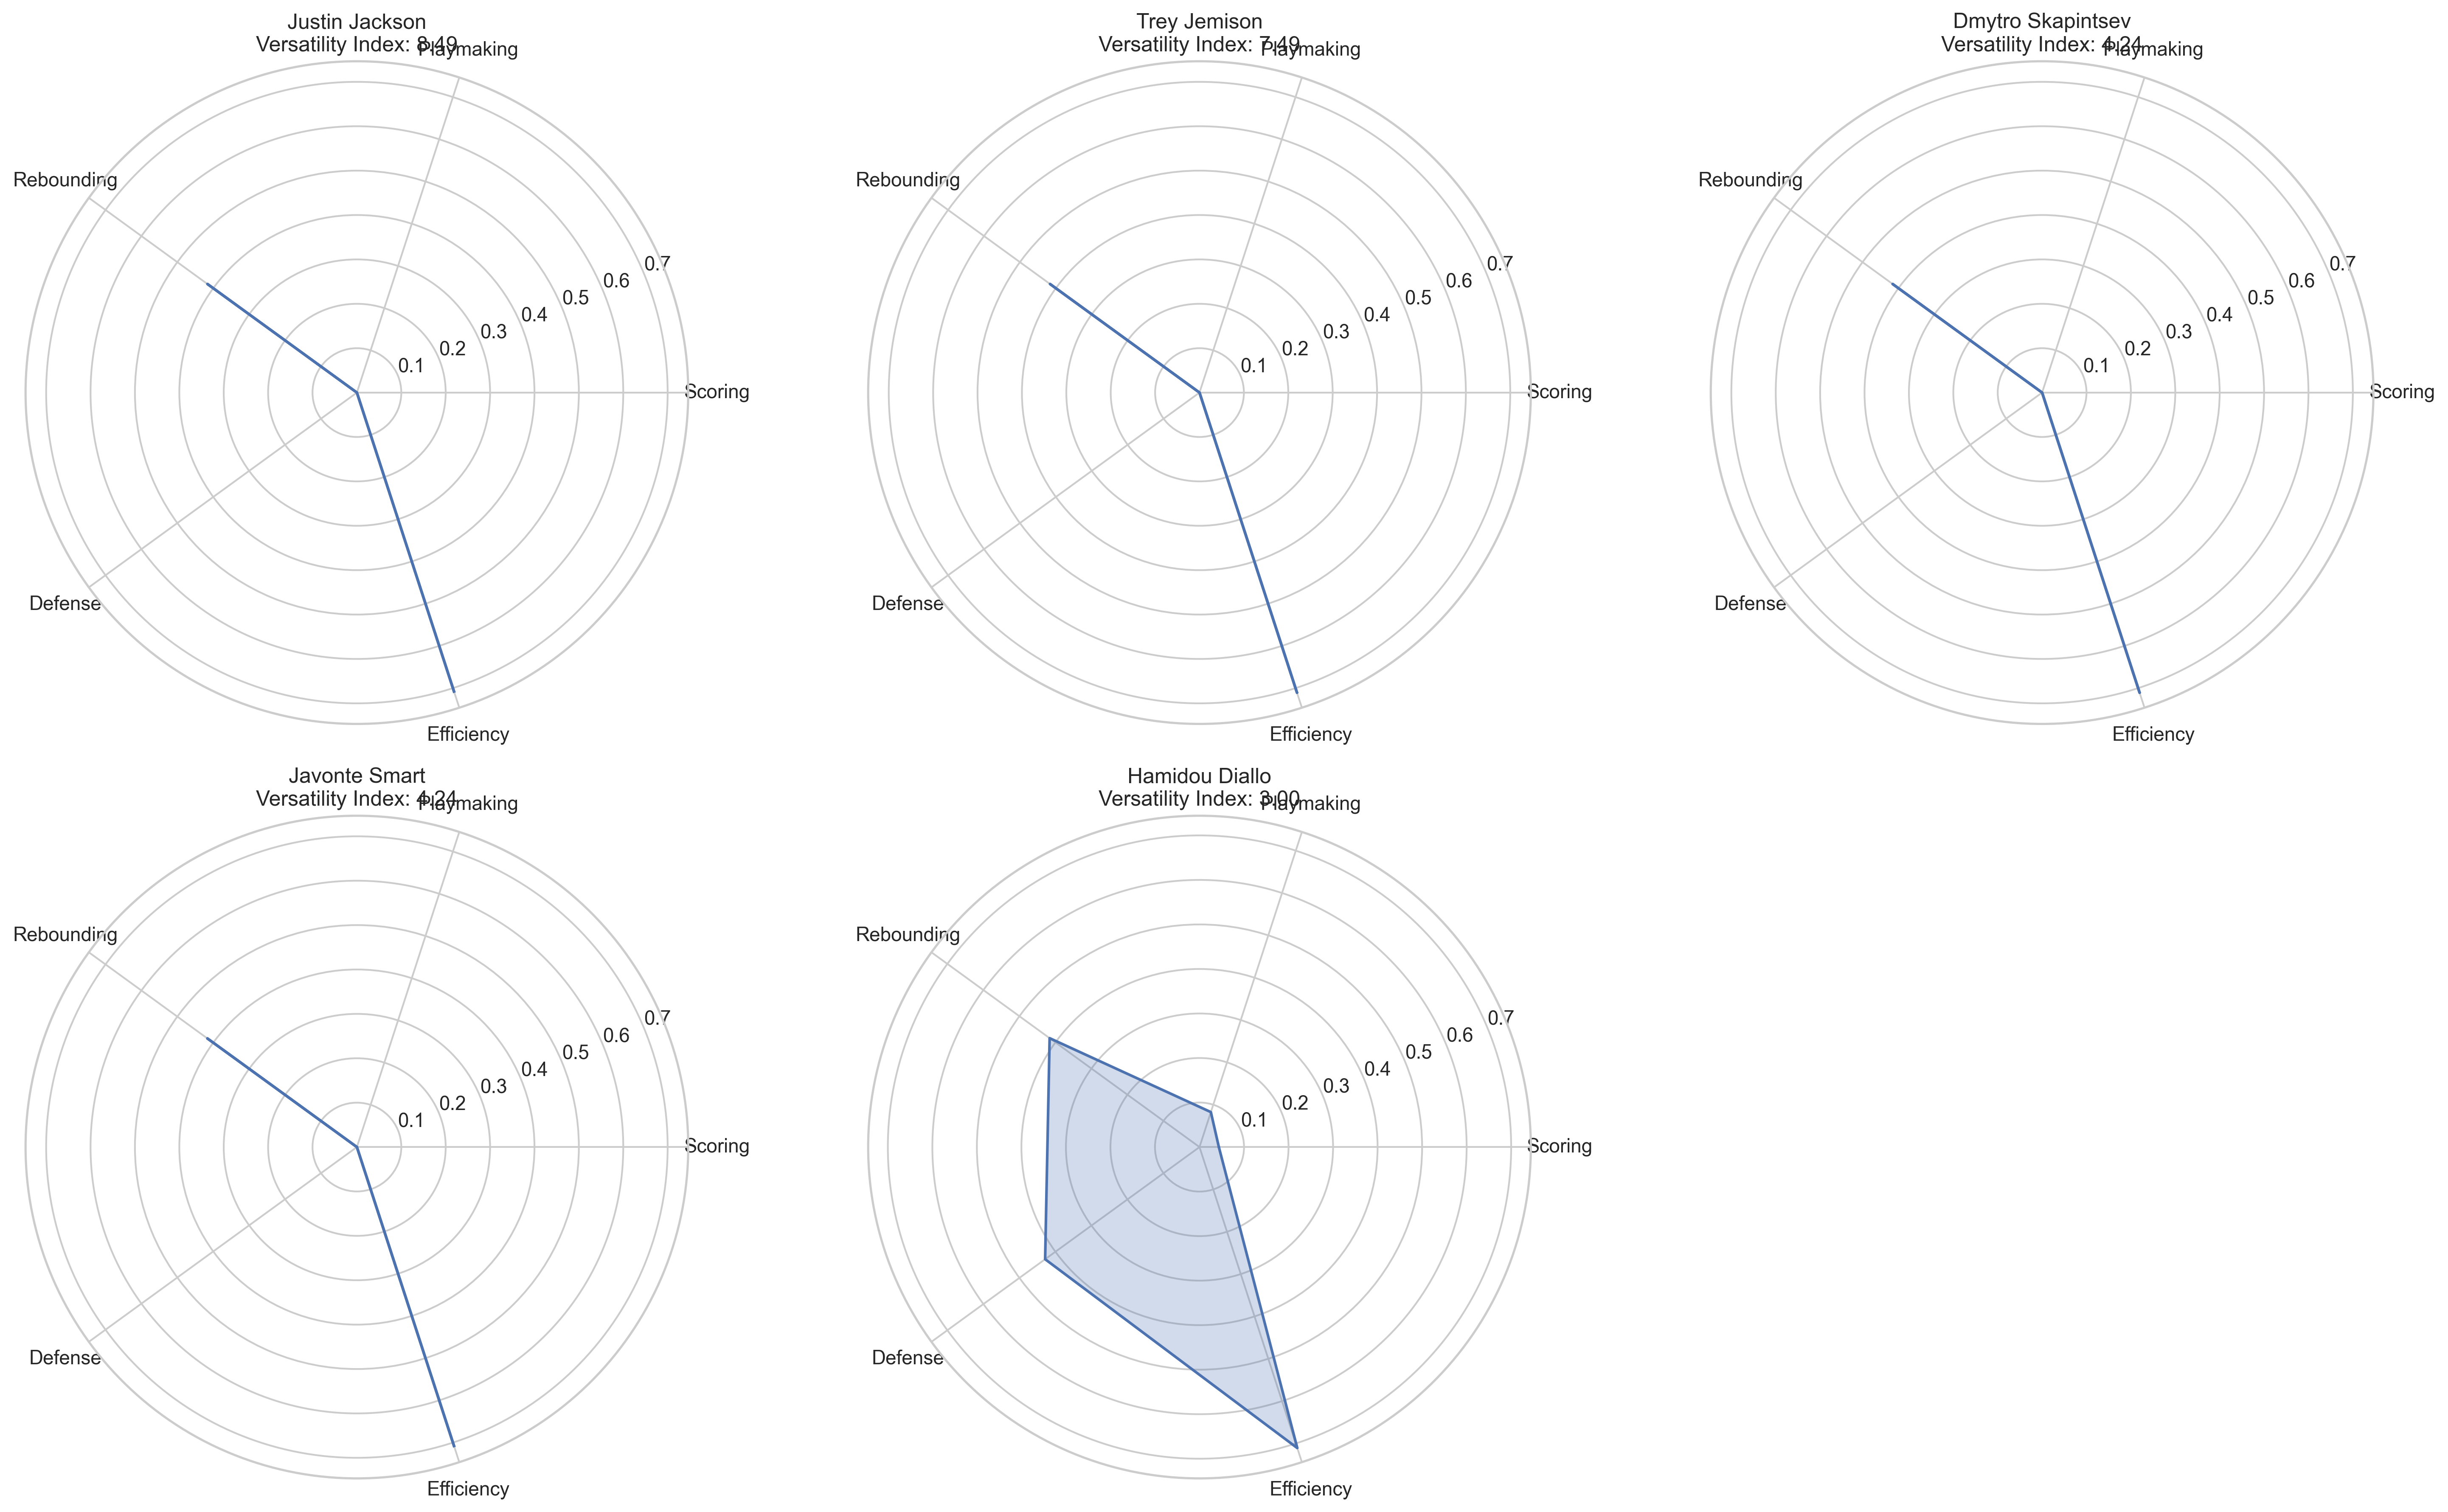 Justin Jackson
Versatility Index: 8.49
Playmaking
Rebounding
0.7
0.6
0.5
0.4
0.3
0.2
0.1
Scoring
Defense
Efficiency
Trey Jemison
Versatility Index: 7.49
Playmaking
Rebounding
0.7
0.6
0.5
0.4
0.3
0.2
0.1
Scoring
Defense
Efficiency
Dmytro Skapintsev
Versatility Index: 4.24
Playmaking
Rebounding
0.7
0.6
0.5
0.4
0.3
0.2
0.1
Scoring
Defense
Efficiency
Javonte Smart
Versatility Index: 4.24
Playmaking
Rebounding
0.7
0.6
0.5
0.4
0.3
0.2
0.1
Scoring
Defense
Efficiency
Hamidou Diallo
Versatility Index: 3.00
Playmaking
Rebounding
0.7
0.6
0.5
0.4
0.3
0.2
0.1
Scoring
Defense
Efficiency